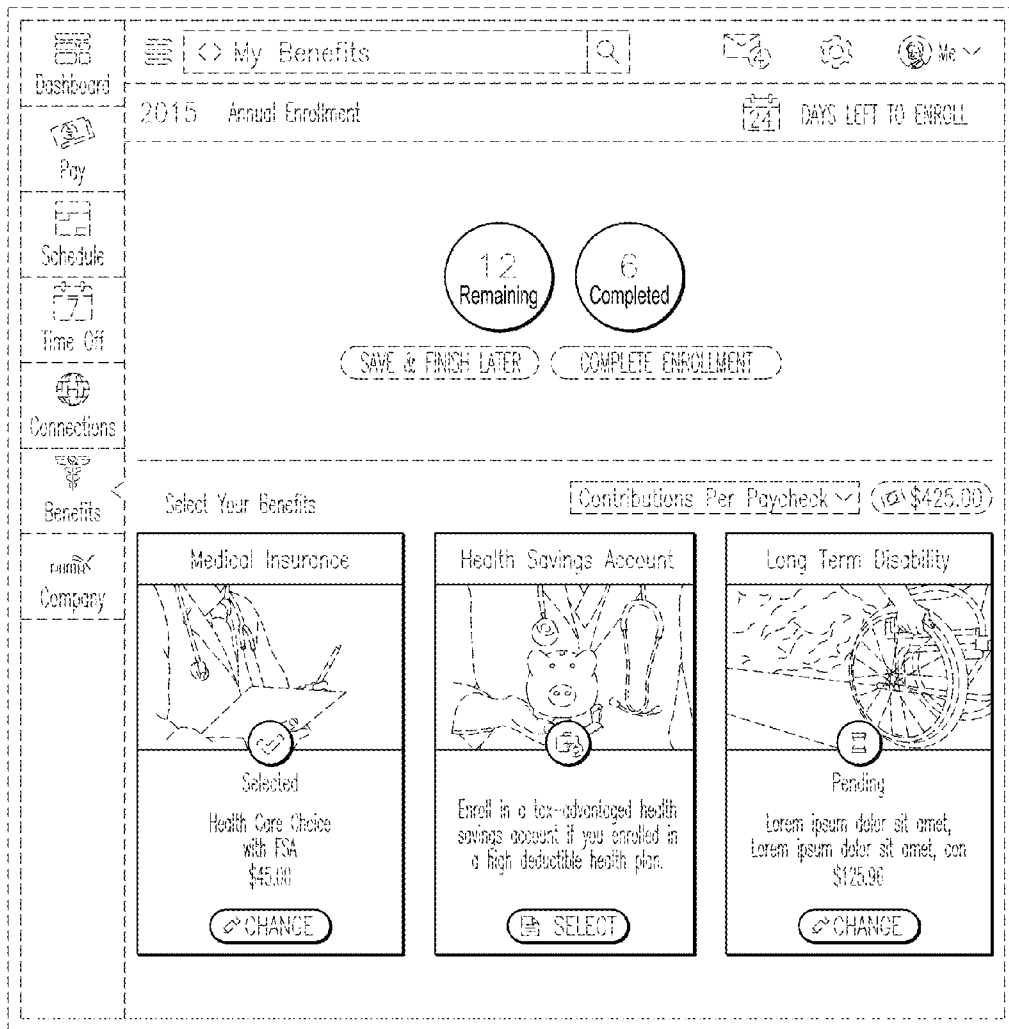 Dashboard
<> My Benefits
4
Me
2015 Annual Enrollment
24 DAYS LEFT TO ENROLL
Pay
Schedule
7
Time Off
Connections
Benefits
Company
12
Remaining
6
Completed
SAVE & FINISH LATER
COMPLETE ENROLLMENT
Select Your Benefits
Contributions Per Paycheck
$425.00
Medical Insurance
Selected
Health Care Choice
with FSA
$45.00
CHANGE
Health Savings Account
Enroll in a tax-advantaged health
savings account if you enrolled in
a high deductible health plan.
SELECT
Long Term Disability
Pending
Lorem ipsum dolor sit amet,
Lorem ipsum dolor sit amet, con
$125.96
CHANGE